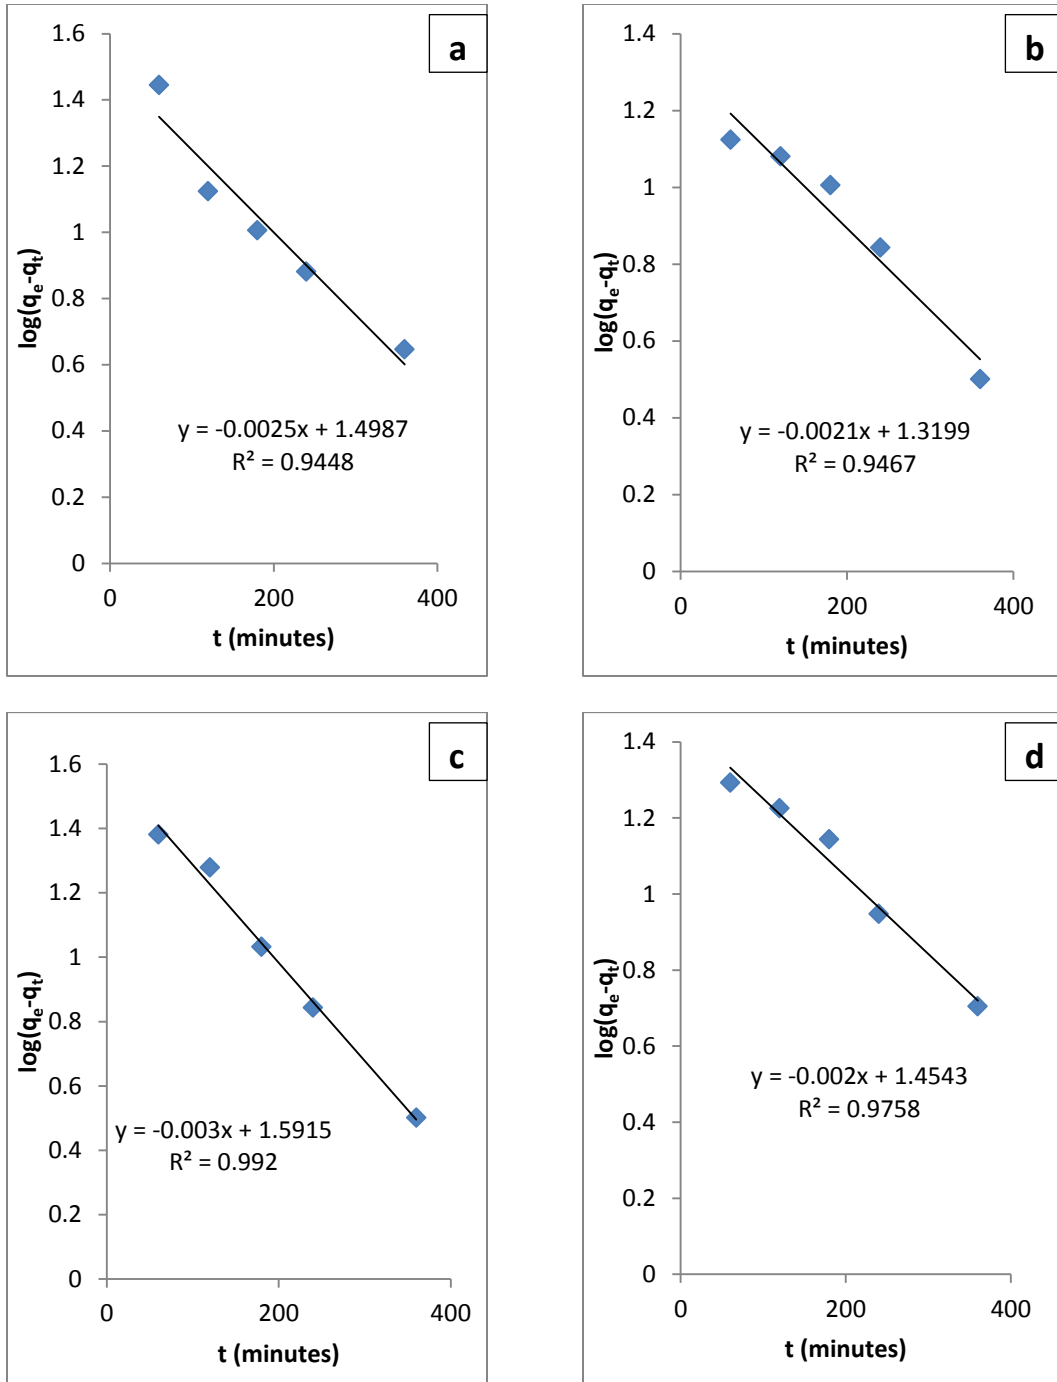 a
1.6
1.4
1.2
1
0.8
0.6
0.4
0.2
0
log(qe-qt)
y = -0.0025x + 1.4987
R² = 0.9448
0 200 400
t (minutes)
b
1.4
1.2
1
0.8
0.6
0.4
0.2
0
log(qe-qt)
y = -0.0021x + 1.3199
R² = 0.9467
0 200 400
t (minutes)
c
1.6
1.4
1.2
1
0.8
0.6
0.4
0.2
0
log(qe-qt)
y = -0.003x + 1.5915
R² = 0.992
0 200 400
t (minutes)
d
1.4
1.2
1
0.8
0.6
0.4
0.2
0
log(qe-qt)
y = -0.002x + 1.4543
R² = 0.9758
0 200 400
t (minutes)